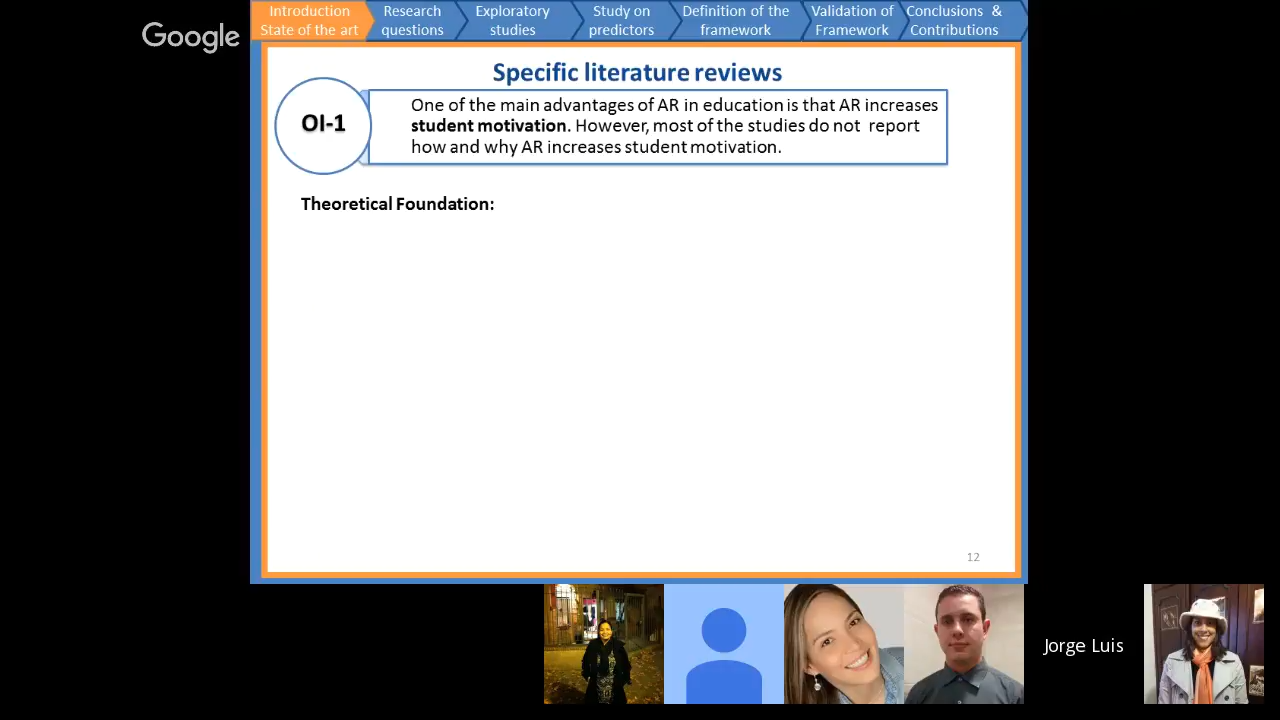 Google
Introduction
State of the art
Research
questions
Exploratory
studies
Study on
predictors
Definition of the
framework
Validation of
Framework
Conclusions &
Contributions
Specific literature reviews
OI-1
One of the main advantages of AR in education is that AR increases
student motivation. However, most of the studies do not report
how and why AR increases student motivation.
Theoretical Foundation:
12
Jorge Luis